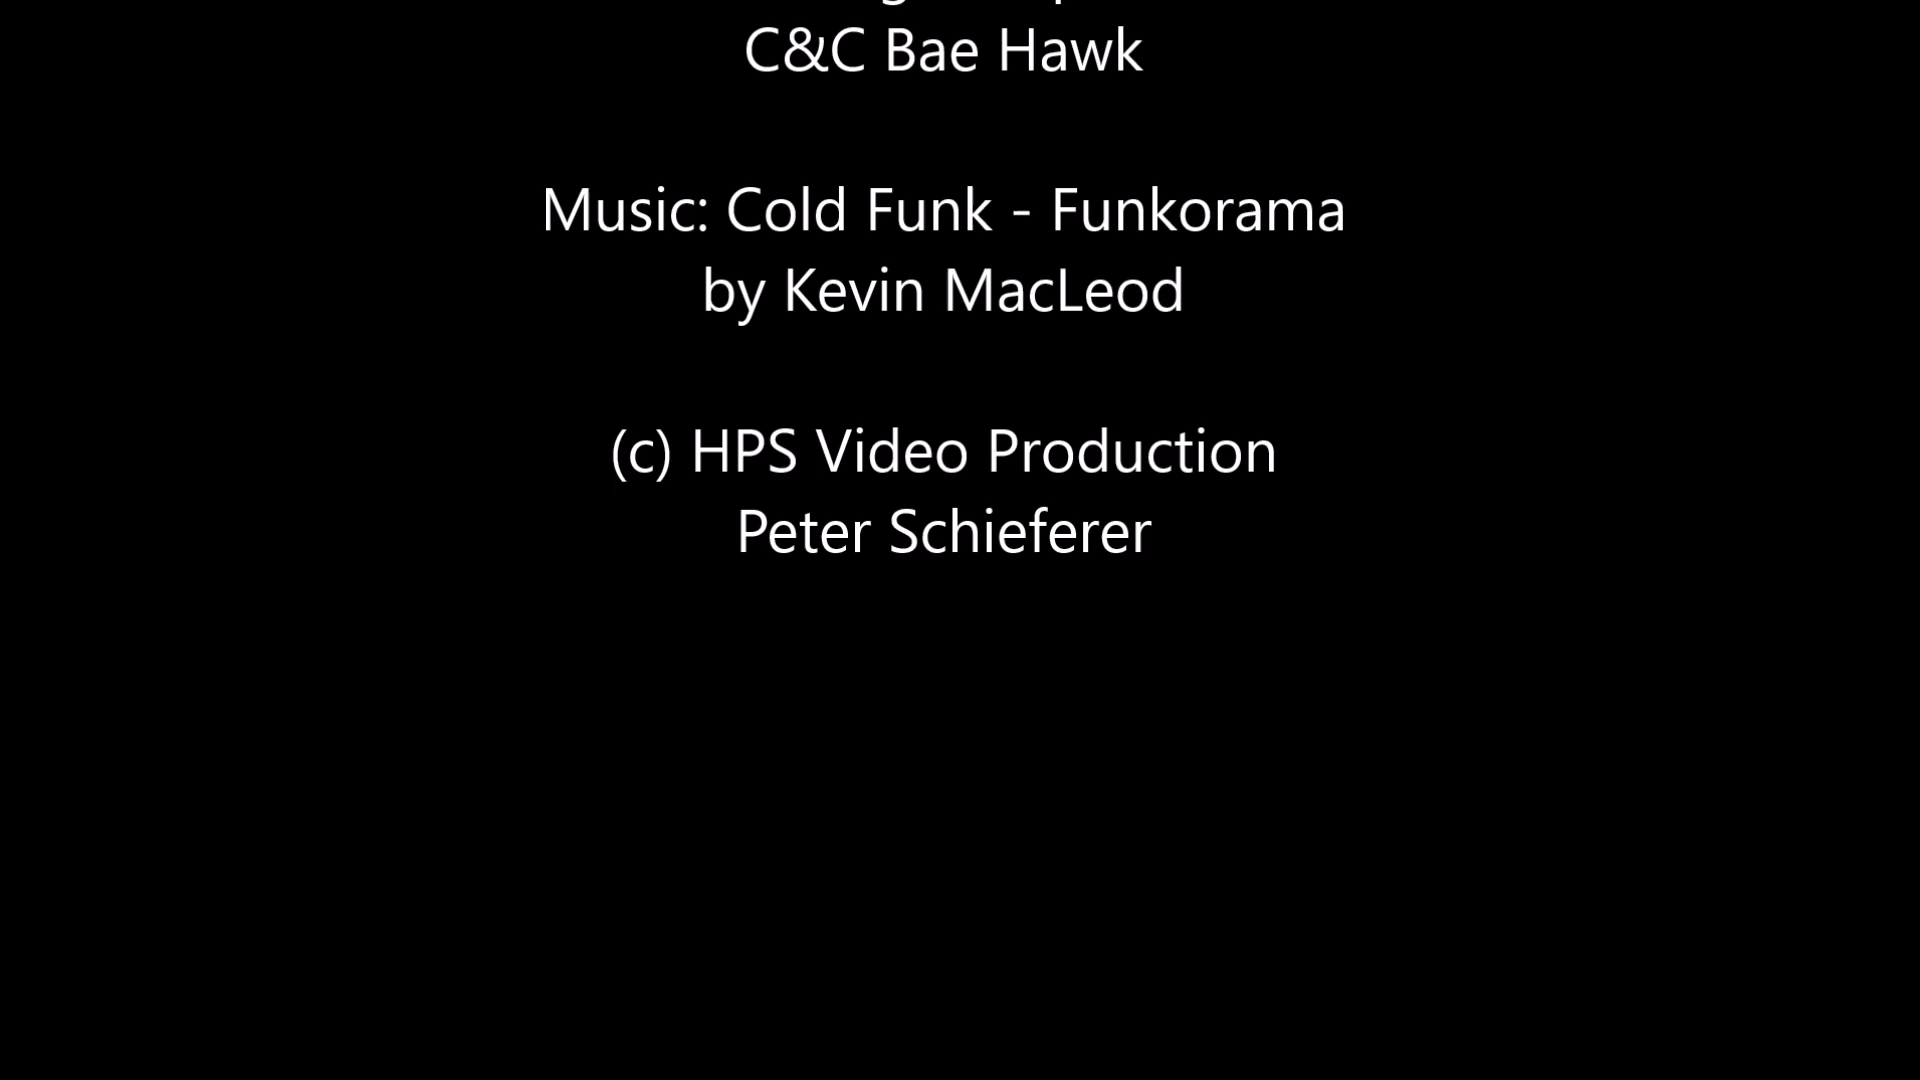 C&C Bae Hawk
Music: Cold Funk - Funkorama
by Kevin MacLeod
(c) HPS Video Production
Peter Schieferer